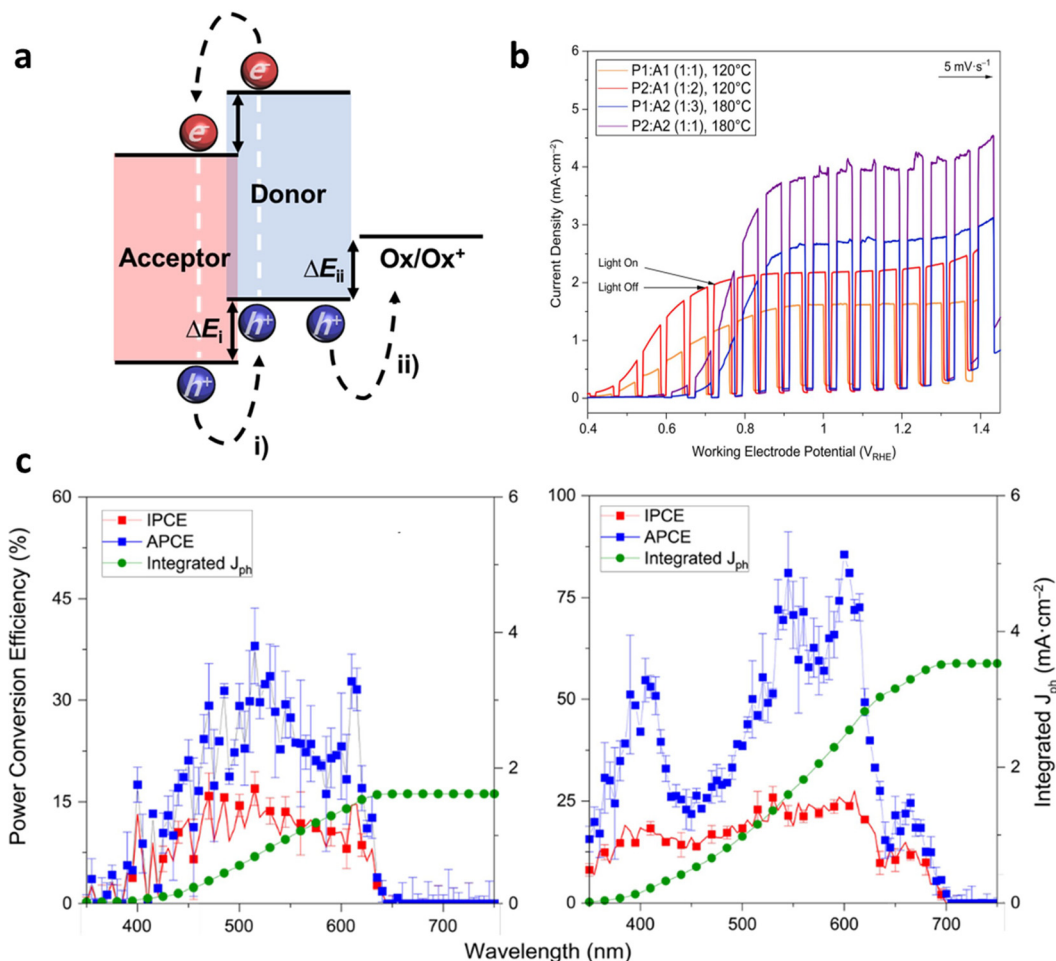 a
e⁻
e⁻
Donor
Acceptor
ΔEii
Ox/Ox⁺
ΔEi
h⁺
h⁺
h⁺
i)
ii)
b
P1:A1 (1:1), 120°C
P2:A1 (1:2), 120°C
P1:A2 (1:3), 180°C
P2:A2 (1:1), 180°C
5 mV·s⁻¹
Light On
Light Off
6
5
4
3
2
1
0
Current Density (mA·cm⁻²)
0.4 0.6 0.8 1 1.2 1.4
Working Electrode Potential (VRHE)
c
Power Conversion Efficiency (%)
60
45
30
15
0
IPCE
APCE
Integrated Jph
6
4
2
0
400 500 600 700
100
75
50
25
0
IPCE
APCE
Integrated Jph
6
5
4
3
2
1
0
400 500 600 700
Integrated Jph (mA·cm⁻²)
Wavelength (nm)